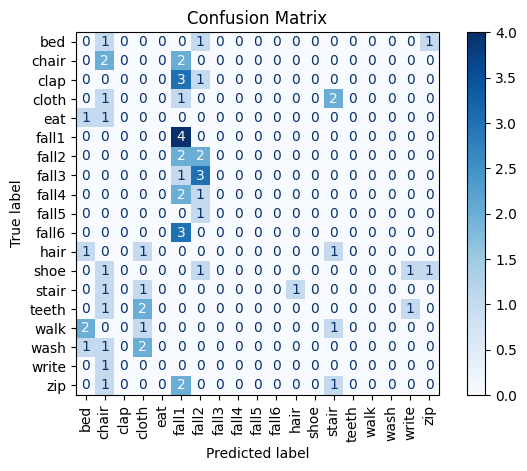 Confusion Matrix
True label
bed 0 1 0 0 0 0 1 0 0 0 0 0 0 0 0 0 0 0 1
chair 0 2 0 0 0 2 0 0 0 0 0 0 0 0 0 0 0 0 0
clap 0 0 0 0 0 3 1 0 0 0 0 0 0 0 0 0 0 0 0
cloth 0 1 0 0 0 1 0 0 0 0 0 0 0 2 0 0 0 0 0
eat 1 1 0 0 0 0 0 0 0 0 0 0 0 0 0 0 0 0 0
fall1 0 0 0 0 0 4 0 0 0 0 0 0 0 0 0 0 0 0 0
fall2 0 0 0 0 0 2 2 0 0 0 0 0 0 0 0 0 0 0 0
fall3 0 0 0 0 0 1 3 0 0 0 0 0 0 0 0 0 0 0 0
fall4 0 0 0 0 0 2 1 0 0 0 0 0 0 0 0 0 0 0 0
fall5 0 0 0 0 0 0 1 0 0 0 0 0 0 0 0 0 0 0 0
fall6 0 0 0 0 0 3 0 0 0 0 0 0 0 0 0 0 0 0 0
hair 1 0 0 1 0 0 0 0 0 0 0 0 0 1 0 0 0 0 0
shoe 0 1 0 0 0 0 1 0 0 0 0 0 0 0 0 0 0 1 1
stair 0 1 0 1 0 0 0 0 0 0 0 1 0 0 0 0 0 0 0
teeth 0 1 0 2 0 0 0 0 0 0 0 0 0 0 0 0 0 1 0
walk 2 0 0 1 0 0 0 0 0 0 0 0 0 1 0 0 0 0 0
wash 1 1 0 2 0 0 0 0 0 0 0 0 0 0 0 0 0 0 0
write 0 1 0 0 0 0 0 0 0 0 0 0 0 0 0 0 0 0 0
zip 0 1 0 0 0 2 0 0 0 0 0 0 0 1 0 0 0 0 0
bed chair clap cloth eat fall1 fall2 fall3 fall4 fall5 fall6 hair shoe stair teeth walk wash write zip
Predicted label
4.0
3.5
3.0
2.5
2.0
1.5
1.0
0.5
0.0